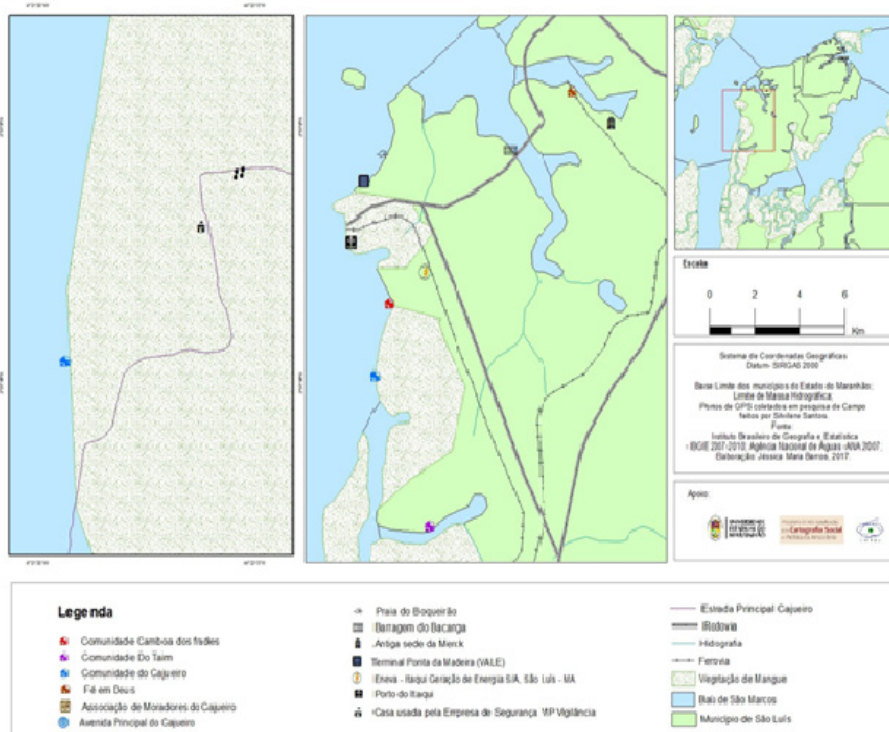 Escala
0 2 4 6
Km
Sistema de Coordenadas Geográficas
Datum- SIRGAS 2000
Base Limite dos municípios do Estado do Maranhão;
Limite de Massa Hidrográfica;
Pontos de GPS coletados em pesquisa de Campo
feitos por Silvilene Santos.
Fonte:
Instituto Brasileiro de Geografia e Estatística
- IBGE 2007-2010; Agência Nacional de Águas -ANA 2007.
Elaboração: Jéssica Maria Barros, 2017.
Apoio:
Cartografia Social
Legenda
Comunidade Camboa dos frades
Comunidade Do Taim
Comunidade do Cajueiro
Fé em Deus
Associação de Moradores do Cajueiro
Avenida Principal do Cajueiro
Praia do Boqueirão
Barragem do Bacanga
Antiga sede da Merck
Terminal Ponta da Madeira (VALE)
Eneva - Itaqui Geração de Energia S/A, São Luís - MA
Porto do Itaqui
Casa usada pela Empresa de Segurança VIP Vigilância
Estrada Principal Cajueiro
Rodovia
Hidrografia
Ferrovia
Vegetação de Mangue
Baía de São Marcos
Município de São Luís